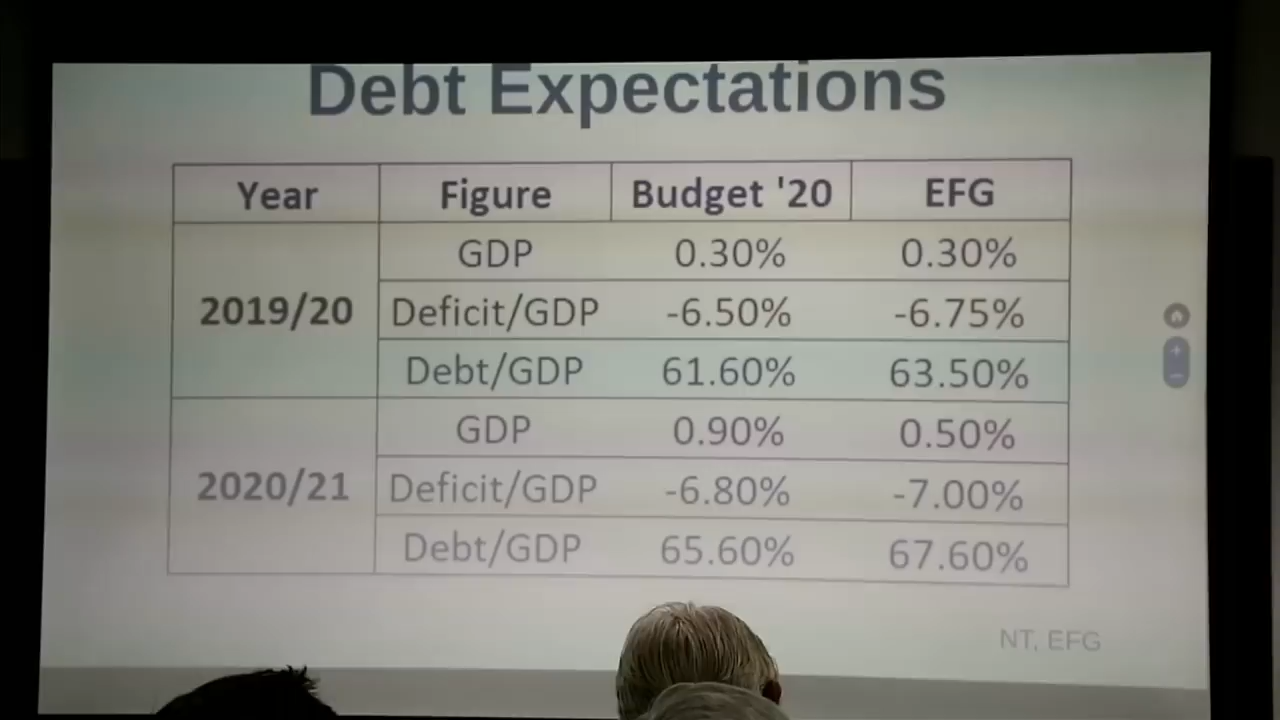 Debt Expectations
Year Figure Budget '20 EFG
2019/20
GDP 0.30% 0.30%
Deficit/GDP -6.50% -6.75%
Debt/GDP 61.60% 63.50%
2020/21
GDP 0.90% 0.50%
Deficit/GDP -6.80% -7.00%
Debt/GDP 65.60% 67.60%
NT, EFG